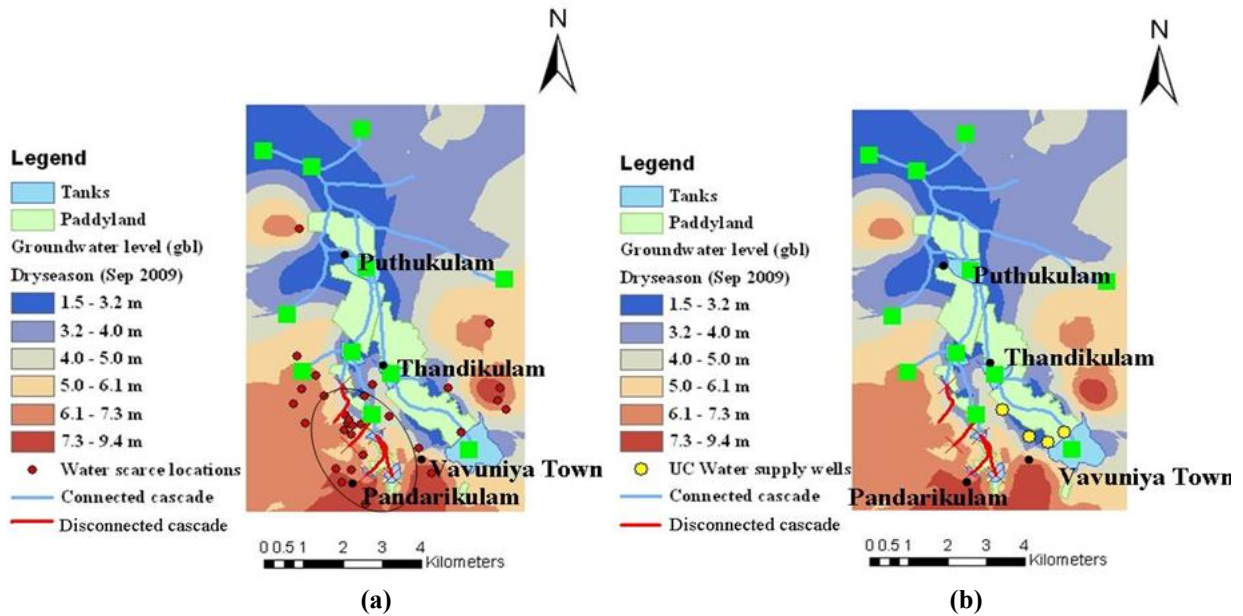 N
Legend
Tanks
Paddyland
Groundwater level (gbl)
Dryseason (Sep 2009)
1.5 - 3.2 m
3.2 - 4.0 m
4.0 - 5.0 m
5.0 - 6.1 m
6.1 - 7.3 m
7.3 - 9.4 m
Water scarce locations
Connected cascade
Disconnected cascade
Puthukulam
Thandikulam
Vavuniya Town
Pandarikulam
0 0.5 1 2 3 4
Kilometers
(a)
N
Legend
Tanks
Paddyland
Groundwater level (gbl)
Dryseason (Sep 2009)
1.5 - 3.2 m
3.2 - 4.0 m
4.0 - 5.0 m
5.0 - 6.1 m
6.1 - 7.3 m
7.3 - 9.4 m
UC Water supply wells
Connected cascade
Disconnected cascade
Puthukulam
Thandikulam
Vavuniya Town
Pandarikulam
0 0.5 1 2 3 4
Kilometers
(b)